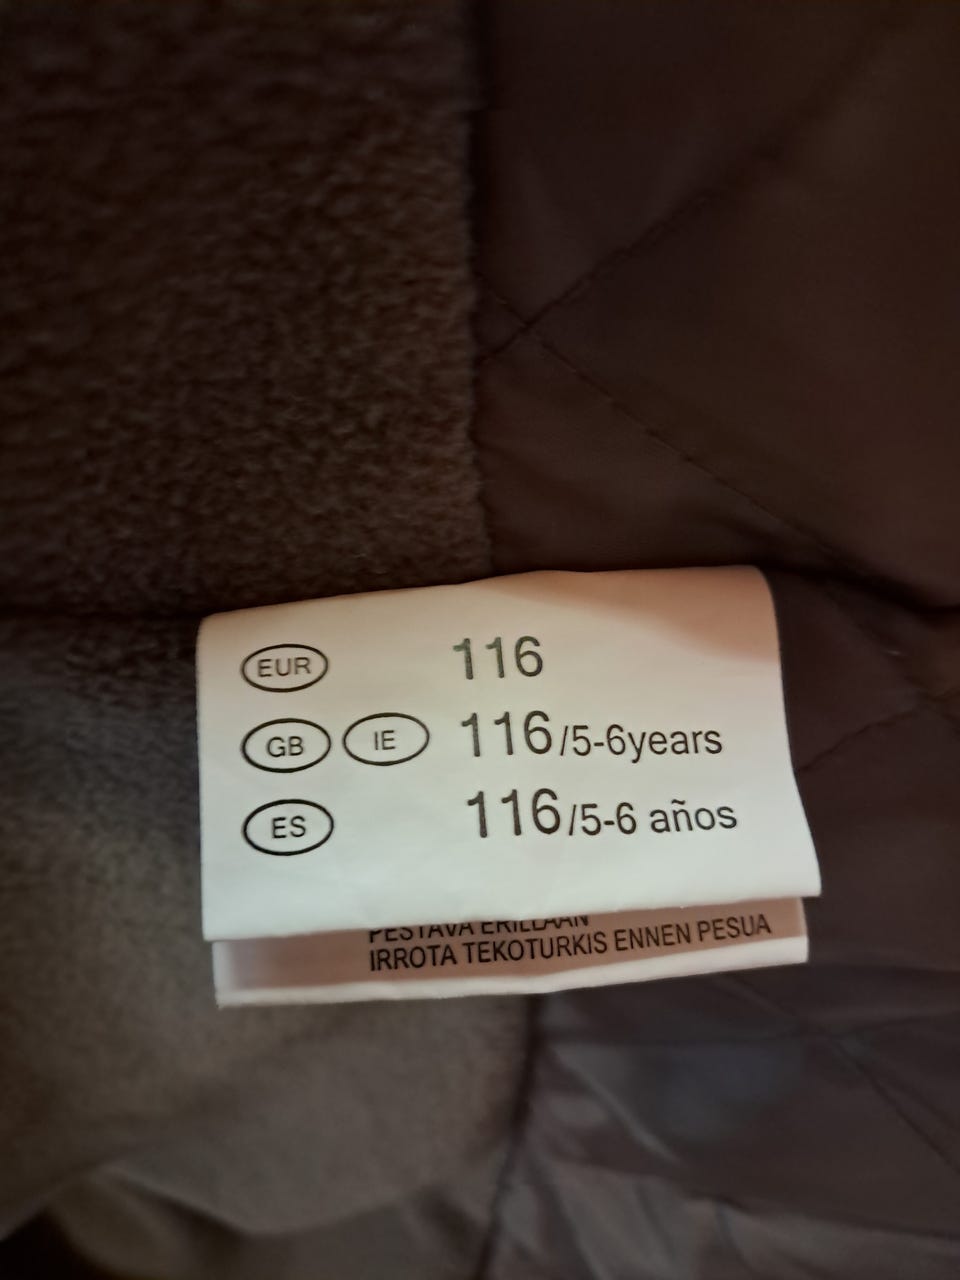 EUR 116
GB IE 116/5-6years
ES 116/5-6 años
PESTAVA ERILLAAN
IRROTA TEKOTURKIS ENNEN PESUA